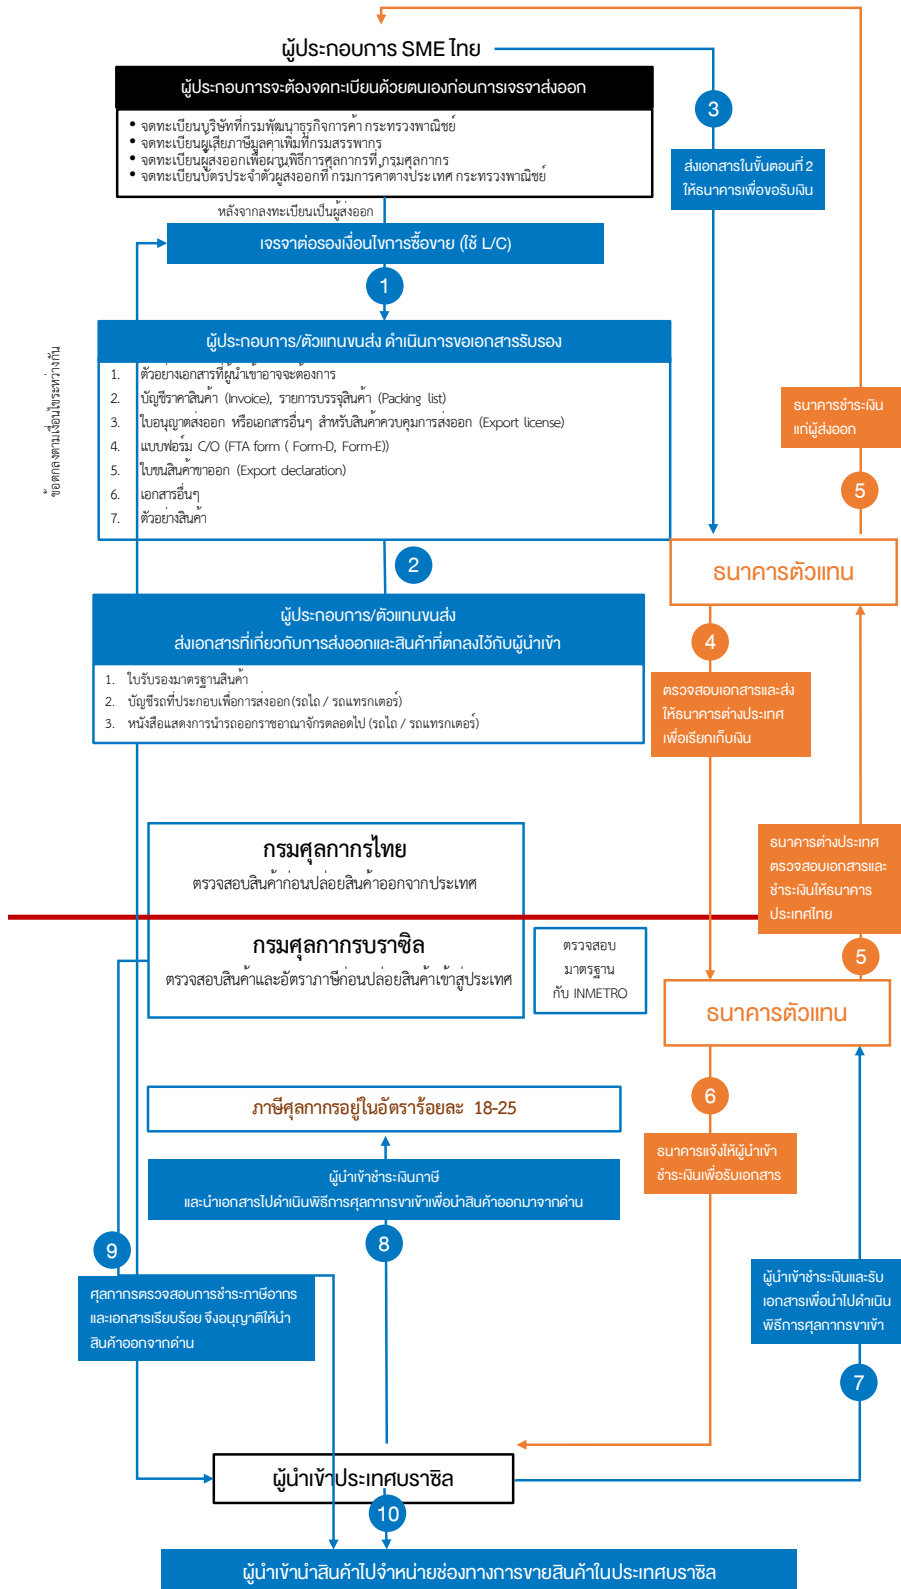 ผู้ประกอบการ SME ไทย
ผู้ประกอบการจะต้องจดทะเบียนด้วยตนเองก่อนการเจรจาส่งออก
• จดทะเบียนบริษัทที่กรมพัฒนาธุรกิจการค้า กระทรวงพาณิชย์
• จดทะเบียนผู้เสียภาษีมูลค่าเพิ่มที่กรมสรรพากร
• จดทะเบียนผู้ส่งออกเพื่อผ่านพิธีการศุลกากรที่ กรมศุลกากร
• จดทะเบียนบัตรประจำตัวผู้ส่งออกที่ กรมการค้าต่างประเทศ กระทรวงพาณิชย์
3
ส่งเอกสารในขั้นตอนที่ 2
ให้ธนาคารเพื่อขอรับเงิน
หลังจากลงทะเบียนเป็นผู้ส่งออก
เจรจาต่อรองเงื่อนไขการซื้อขาย (ใช้ L/C)
1
ข้อตกลงตามเงื่อนไขระหว่างกัน
ผู้ประกอบการ/ตัวแทนขนส่ง ดำเนินการขอเอกสารรับรอง
1. ตัวอย่างเอกสารที่ผู้นำเข้าอาจจะต้องการ
2. บัญชีราคาสินค้า (Invoice), รายการบรรจุสินค้า (Packing list)
3. ใบอนุญาตส่งออก หรือเอกสารอื่นๆ สำหรับสินค้าควบคุมการส่งออก (Export license)
4. แบบฟอร์ม C/O (FTA form ( Form-D, Form-E))
5. ใบขนสินค้าขาออก (Export declaration)
6. เอกสารอื่นๆ
7. ตัวอย่างสินค้า
ธนาคารชำระเงิน
แก่ผู้ส่งออก
5
2
ธนาคารตัวแทน
ผู้ประกอบการ/ตัวแทนขนส่ง
ส่งเอกสารที่เกี่ยวกับการส่งออกและสินค้าที่ตกลงไว้กับผู้นำเข้า
1. ใบรับรองมาตรฐานสินค้า
2. บัญชีรถที่ประกอบเพื่อการส่งออก (รถไถ / รถแทรกเตอร์)
3. หนังสือแสดงการนำรถออกราชอาณาจักรตลอดไป (รถไถ / รถแทรกเตอร์)
4
ตรวจสอบเอกสารและส่ง
ให้ธนาคารต่างประเทศ
เพื่อเรียกเก็บเงิน
กรมศุลกากรไทย
ตรวจสอบสินค้าก่อนปล่อยสินค้าออกจากประเทศ
ธนาคารต่างประเทศ
ตรวจสอบเอกสารและ
ชำระเงินให้ธนาคาร
ประเทศไทย
5
กรมศุลกากรบราซิล
ตรวจสอบสินค้าและอัตราภาษีก่อนปล่อยสินค้าเข้าสู่ประเทศ
ตรวจสอบ
มาตรฐาน
กับ INMETRO
ธนาคารตัวแทน
6
ภาษีศุลกากรอยู่ในอัตราร้อยละ 18-25
ธนาคารแจ้งให้ผู้นำเข้า
ชำระเงินเพื่อรับเอกสาร
ผู้นำเข้าชำระเงินภาษี
และนำเอกสารไปดำเนินพิธีการศุลกากรขาเข้าเพื่อนำสินค้าออกมาจากด่าน
9
8
ศุลกากรตรวจสอบการชำระภาษีอากร
และเอกสารเรียบร้อย จึงอนุญาติให้นำ
สินค้าออกจากด่าน
ผู้นำเข้าชำระเงินและรับ
เอกสารเพื่อนำไปดำเนิน
พิธีการศุลกากรขาเข้า
7
ผู้นำเข้าประเทศบราซิล
10
ผู้นำเข้านำสินค้าไปจำหน่ายช่องทางการขายสินค้าในประเทศบราซิล